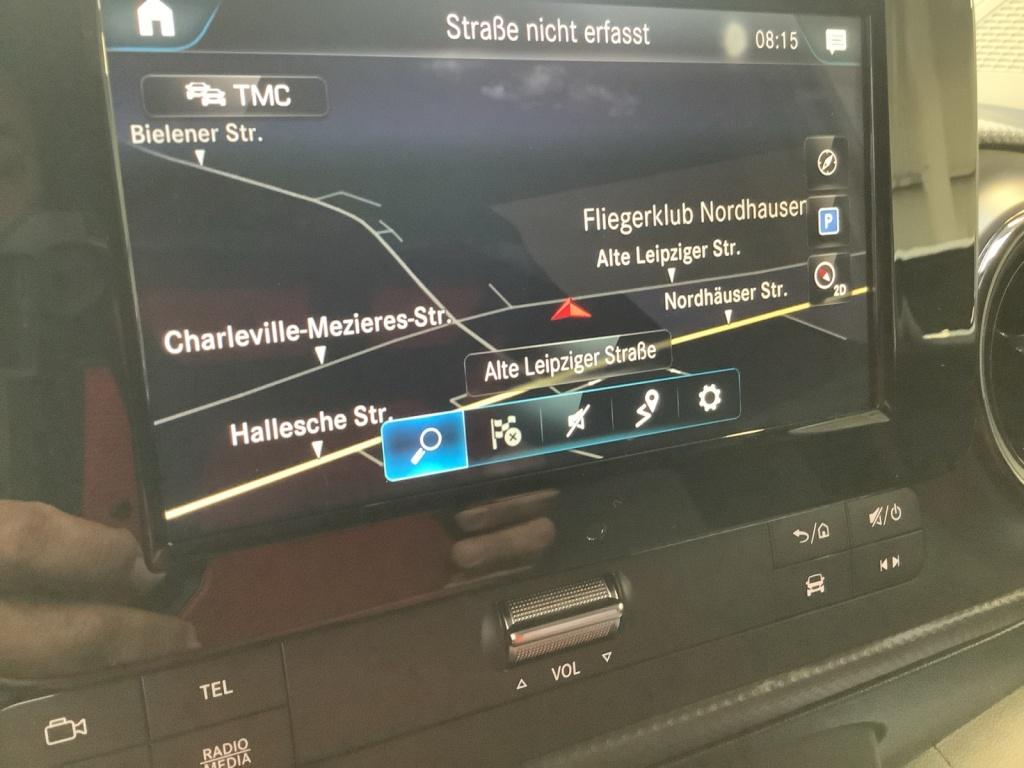 Straße nicht erfasst
08:15
TMC
Bielener Str.
P
Fliegerklub Nordhausen
Alte Leipziger Str.
2D
Nordhäuser Str.
Charleville-Mezieres-Str.
Alte Leipziger Straße
Hallesche Str.
VOL
TEL
RADIO
MEDIA